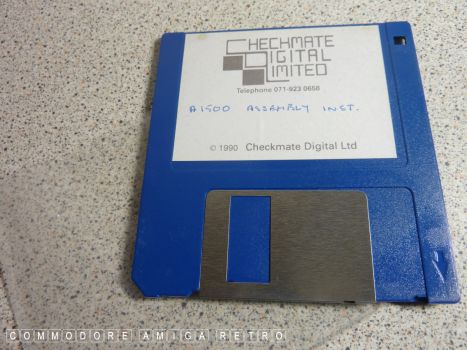 CHECKMATE
DIGITAL
LIMITED
Telephone 071-923 0658
A1500 ASSEMBLY INST.
© 1990 Checkmate Digital Ltd
COMMODORE AMIGA RETRO